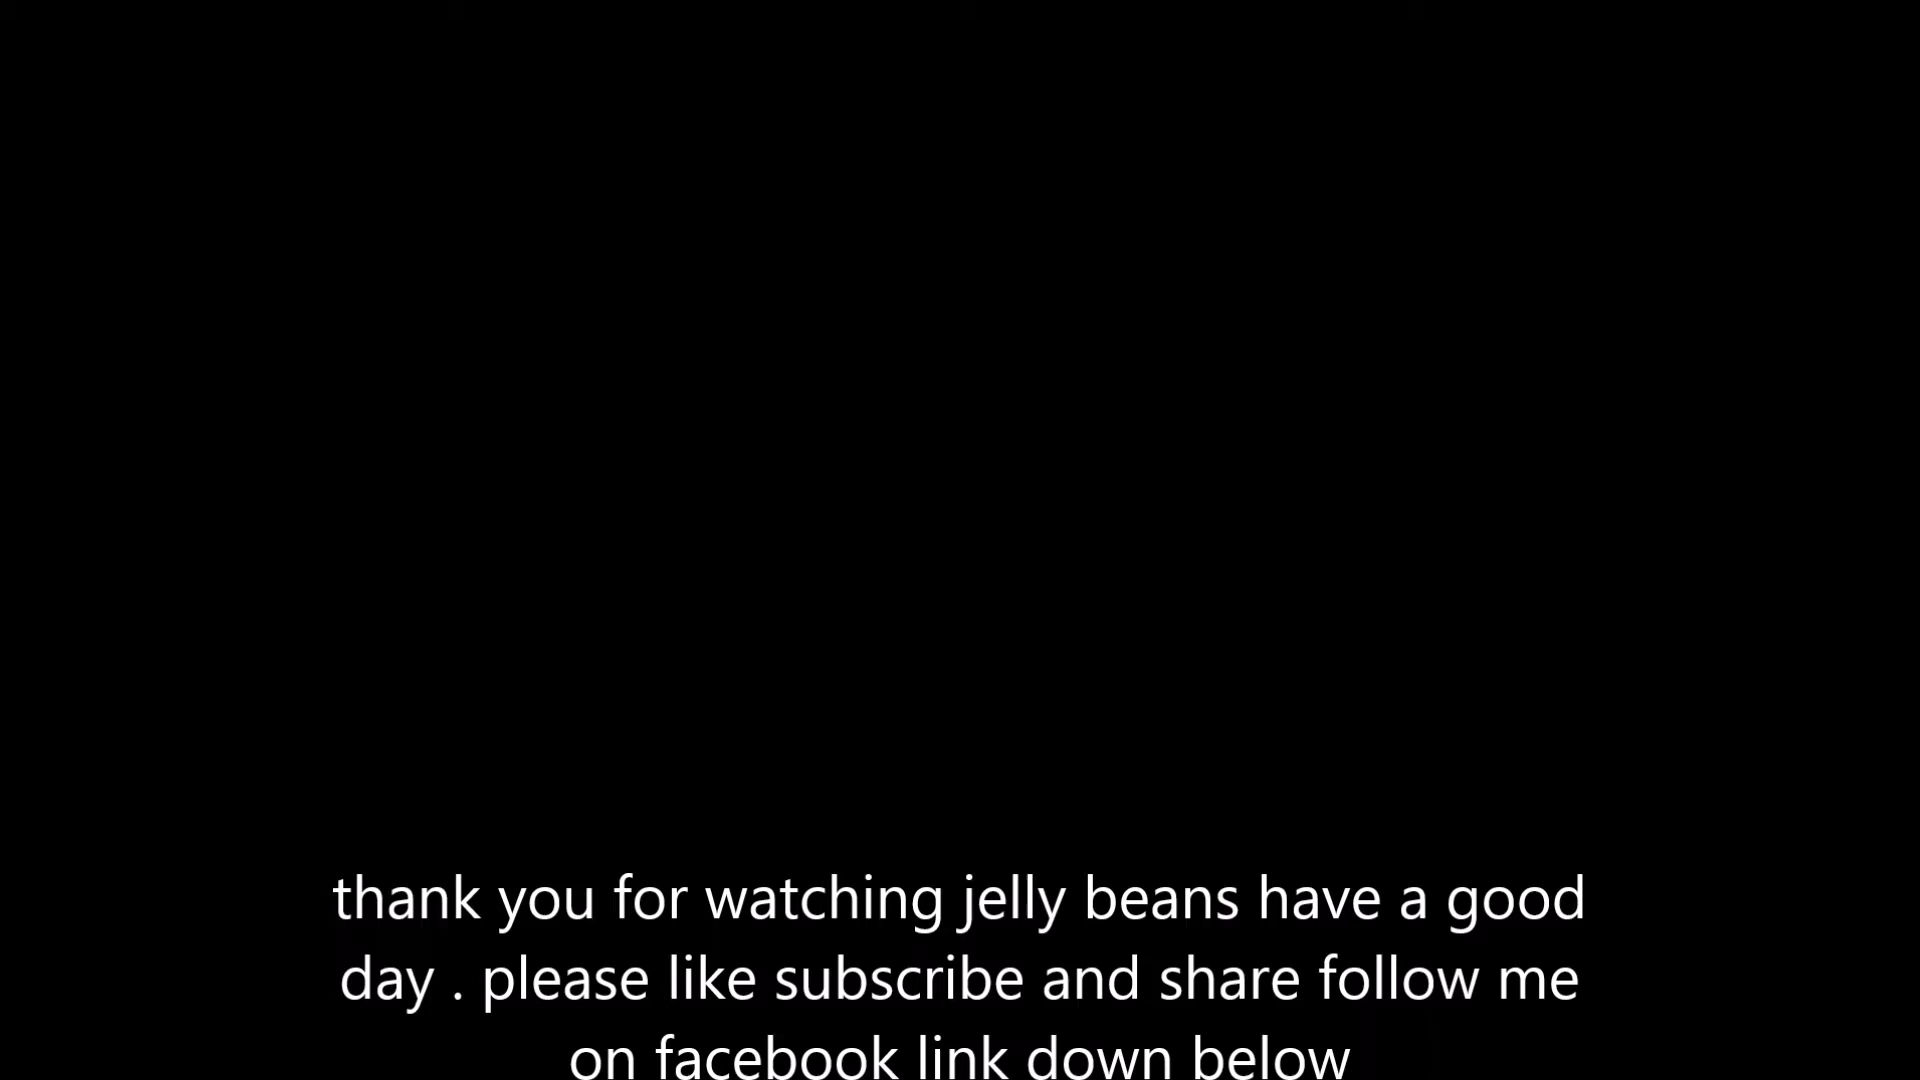 thank you for watching jelly beans have a good
day . please like subscribe and share follow me
on facebook link down below